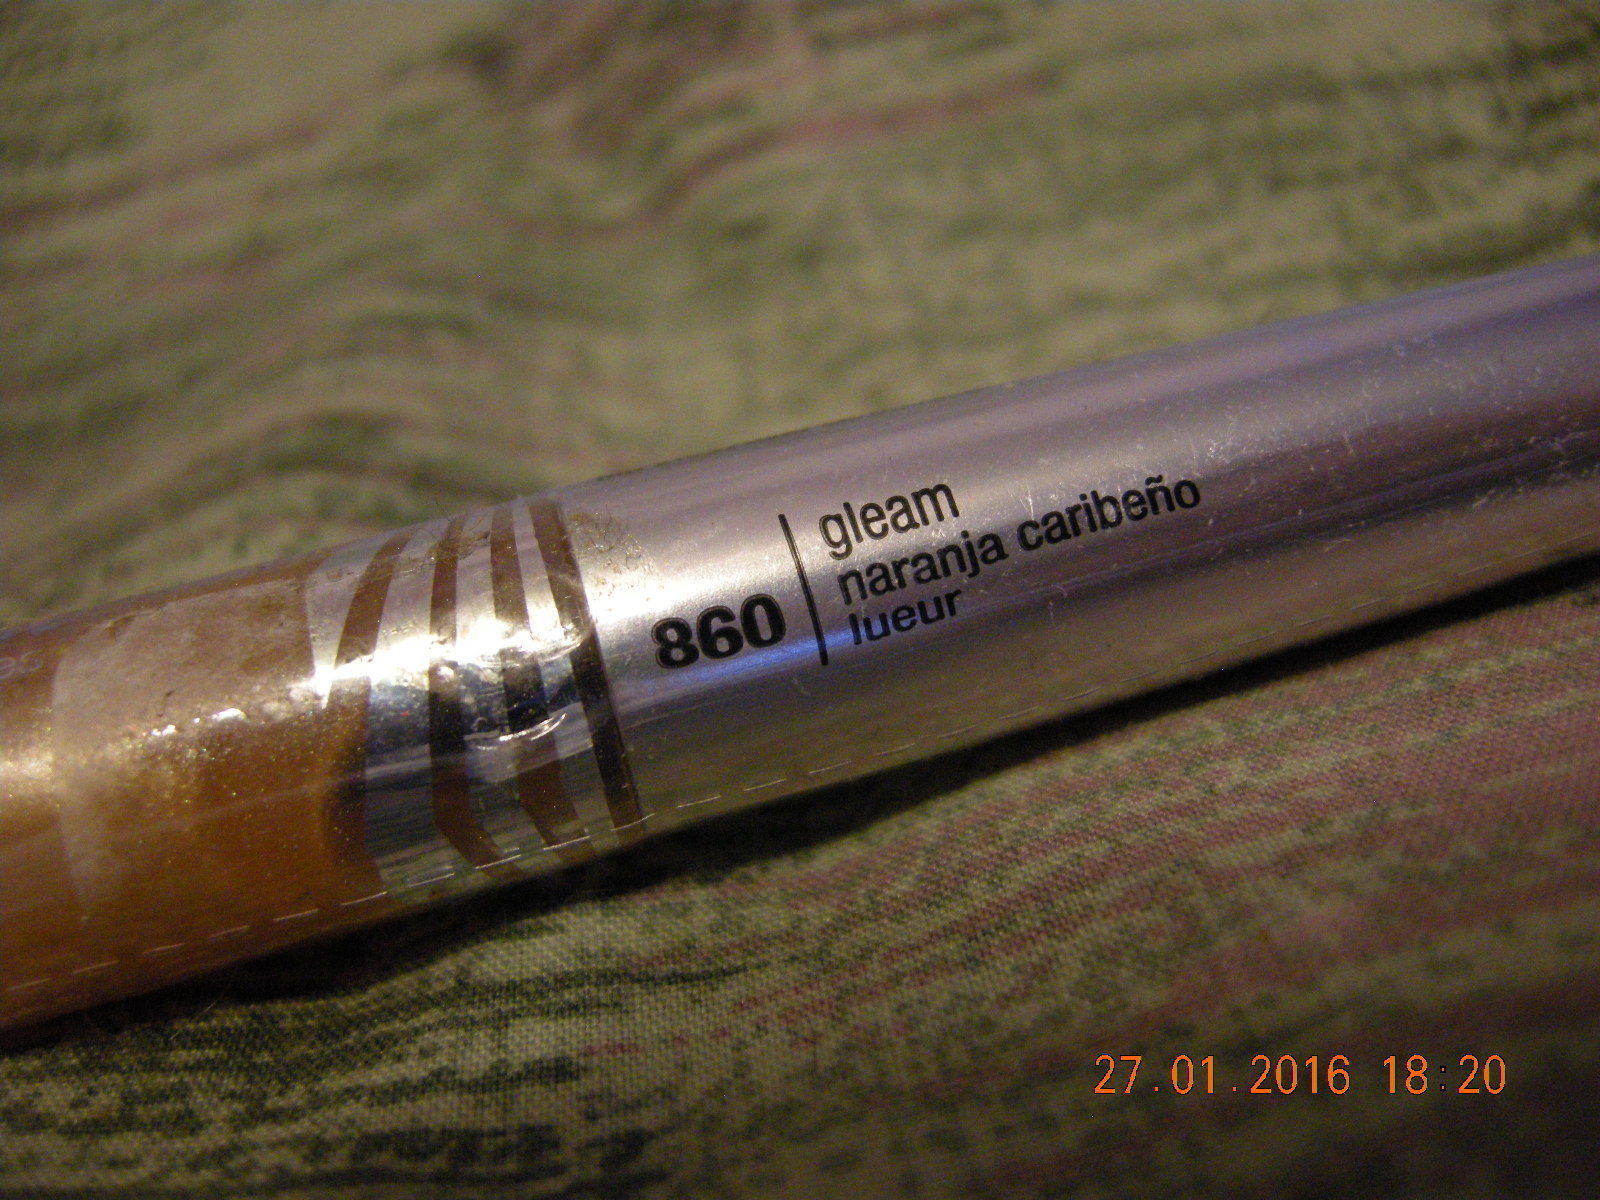 860
gleam
naranja caribeño
lueur
27.01.2016 18:20